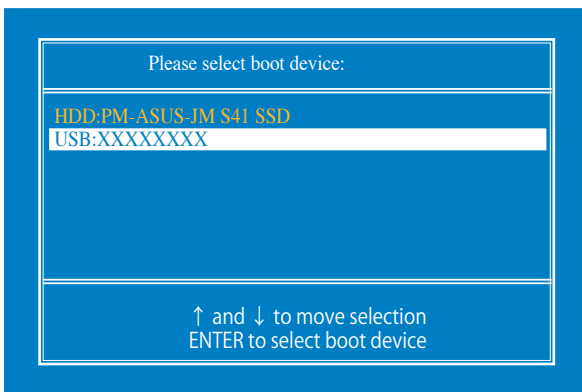 Please select boot device:
HDD:PM-ASUS-JM S41 SSD
USB:XXXXXXXX
↑ and ↓ to move selection
ENTER to select boot device